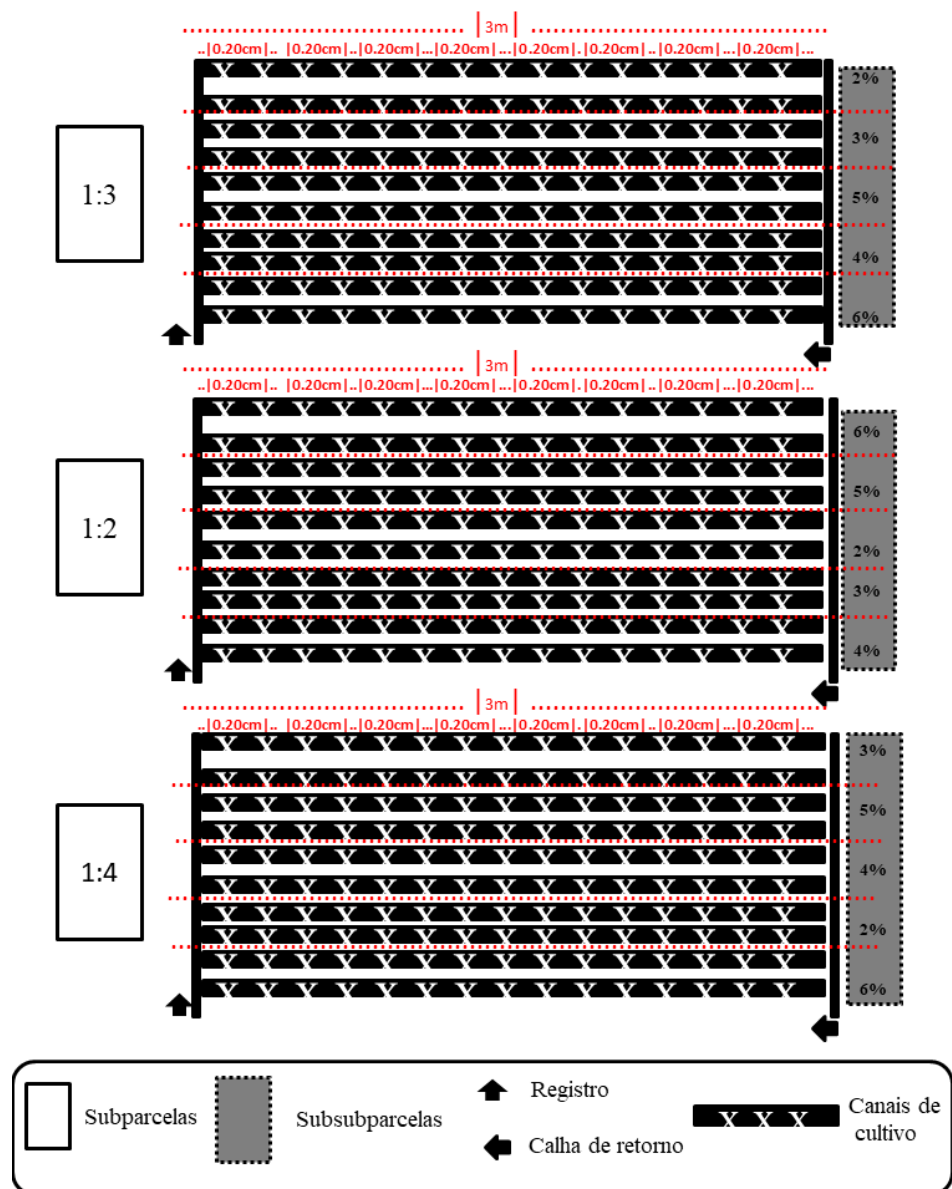 |3m|
..|0.20cm|.. |0.20cm|..|0.20cm|...|0.20cm|...|0.20cm|.|0.20cm|..|0.20cm|...|0.20cm|...
X X X X X X X X X X X X X X X
2%
X X X X X X X X X X X X X X X
X X X X X X X X X X X X X X X
3%
X X X X X X X X X X X X X X X
1:3
X X X X X X X X X X X X X X X
5%
X X X X X X X X X X X X X X X
X X X X X X X X X X X X X X X
4%
X X X X X X X X X X X X X X X
X X X X X X X X X X X X X X X
X X X X X X X X X X X X X X X
6%
|3m|
..|0.20cm|.. |0.20cm|..|0.20cm|...|0.20cm|...|0.20cm|.|0.20cm|..|0.20cm|...|0.20cm|...
X X X X X X X X X X X X X X X
6%
X X X X X X X X X X X X X X X
X X X X X X X X X X X X X X X
5%
X X X X X X X X X X X X X X X
1:2
X X X X X X X X X X X X X X X
2%
X X X X X X X X X X X X X X X
X X X X X X X X X X X X X X X
3%
X X X X X X X X X X X X X X X
X X X X X X X X X X X X X X X
4%
X X X X X X X X X X X X X X X
|3m|
..|0.20cm|.. |0.20cm|..|0.20cm|...|0.20cm|...|0.20cm|.|0.20cm|..|0.20cm|...|0.20cm|...
X X X X X X X X X X X X X X X
3%
X X X X X X X X X X X X X X X
X X X X X X X X X X X X X X X
5%
X X X X X X X X X X X X X X X
X X X X X X X X X X X X X X X
1:4
4%
X X X X X X X X X X X X X X X
X X X X X X X X X X X X X X X
2%
X X X X X X X X X X X X X X X
X X X X X X X X X X X X X X X
X X X X X X X X X X X X X X X
6%
Subparcelas
Subsubparcelas
Registro
Calha de retorno
X X X
Canais de
cultivo